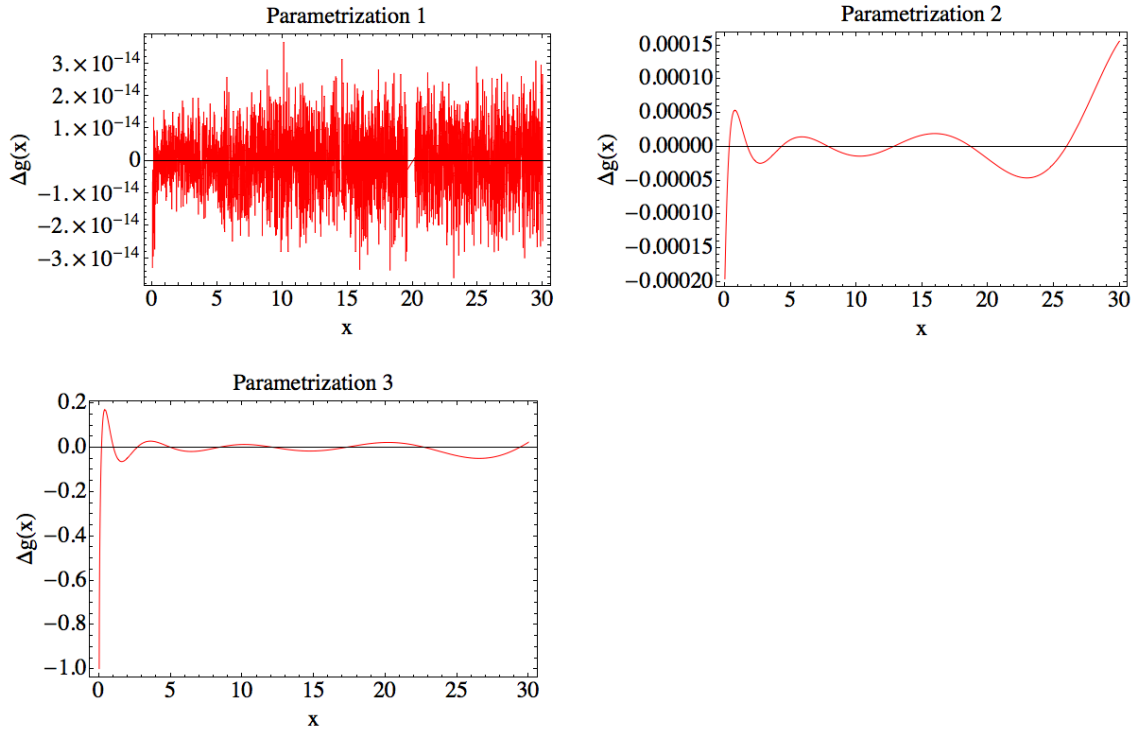 Parametrization 1
3.×10⁻¹⁴
2.×10⁻¹⁴
1.×10⁻¹⁴
0
−1.×10⁻¹⁴
−2.×10⁻¹⁴
−3.×10⁻¹⁴
Δg(x)
0 5 10 15 20 25 30
x
Parametrization 2
0.00015
0.00010
0.00005
0.00000
−0.00005
−0.00010
−0.00015
−0.00020
Δg(x)
0 5 10 15 20 25 30
x
Parametrization 3
0.2
0.0
−0.2
−0.4
−0.6
−0.8
−1.0
Δg(x)
0 5 10 15 20 25 30
x